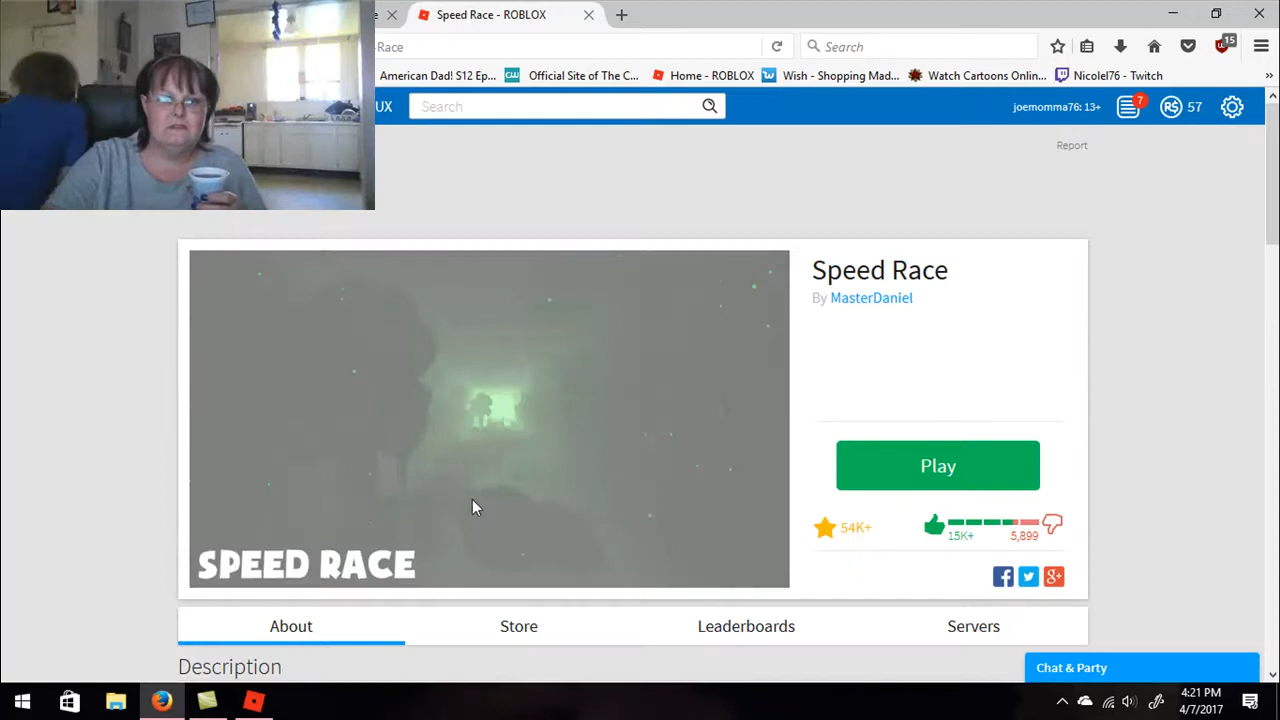 e
Speed Race - ROBLOX
-Race
Search
15
American Dad! S12 Ep...
Official Site of The C...
Home - ROBLOX
Wish - Shopping Mad...
Watch Cartoons Onlin...
Nicolel76 - Twitch
UX
Search
joemomma76: 13+
7
R$ 57
Report
SPEED RACE
Speed Race
By MasterDaniel
Play
54K+
15K+
5,899
About
Store
Leaderboards
Servers
Description
Chat & Party
4:21 PM
4/7/2017